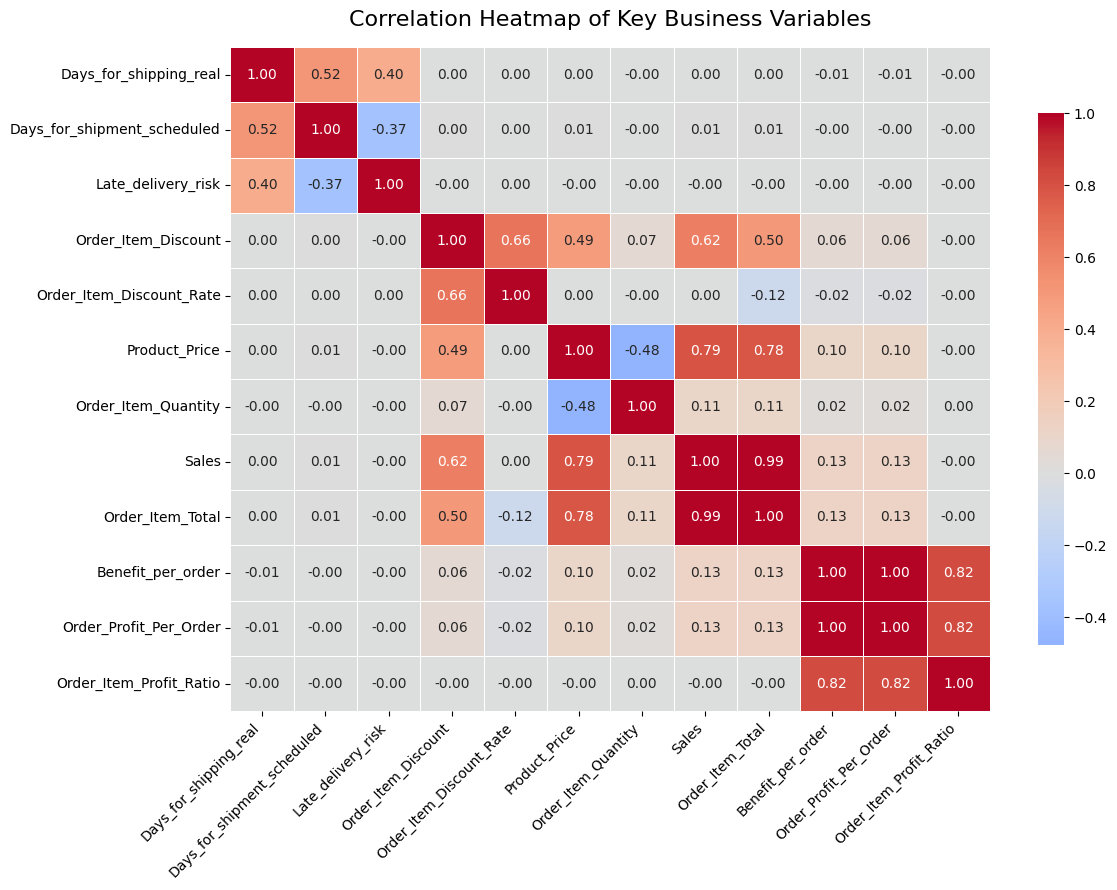 Correlation Heatmap of Key Business Variables
Days_for_shipping_real 1.00 0.52 0.40 0.00 0.00 0.00 -0.00 0.00 0.00 -0.01 -0.01 -0.00
Days_for_shipment_scheduled 0.52 1.00 -0.37 0.00 0.00 0.01 -0.00 0.01 0.01 -0.00 -0.00 -0.00
Late_delivery_risk 0.40 -0.37 1.00 -0.00 0.00 -0.00 -0.00 -0.00 -0.00 -0.00 -0.00 -0.00
Order_Item_Discount 0.00 0.00 -0.00 1.00 0.66 0.49 0.07 0.62 0.50 0.06 0.06 -0.00
Order_Item_Discount_Rate 0.00 0.00 0.00 0.66 1.00 0.00 -0.00 0.00 -0.12 -0.02 -0.02 -0.00
Product_Price 0.00 0.01 -0.00 0.49 0.00 1.00 -0.48 0.79 0.78 0.10 0.10 -0.00
Order_Item_Quantity -0.00 -0.00 -0.00 0.07 -0.00 -0.48 1.00 0.11 0.11 0.02 0.02 0.00
Sales 0.00 0.01 -0.00 0.62 0.00 0.79 0.11 1.00 0.99 0.13 0.13 -0.00
Order_Item_Total 0.00 0.01 -0.00 0.50 -0.12 0.78 0.11 0.99 1.00 0.13 0.13 -0.00
Benefit_per_order -0.01 -0.00 -0.00 0.06 -0.02 0.10 0.02 0.13 0.13 1.00 1.00 0.82
Order_Profit_Per_Order -0.01 -0.00 -0.00 0.06 -0.02 0.10 0.02 0.13 0.13 1.00 1.00 0.82
Order_Item_Profit_Ratio -0.00 -0.00 -0.00 -0.00 -0.00 -0.00 0.00 -0.00 -0.00 0.82 0.82 1.00
Days_for_shipping_real
Days_for_shipment_scheduled
Late_delivery_risk
Order_Item_Discount
Order_Item_Discount_Rate
Product_Price
Order_Item_Quantity
Sales
Order_Item_Total
Benefit_per_order
Order_Profit_Per_Order
Order_Item_Profit_Ratio
1.0
0.8
0.6
0.4
0.2
0.0
−0.2
−0.4